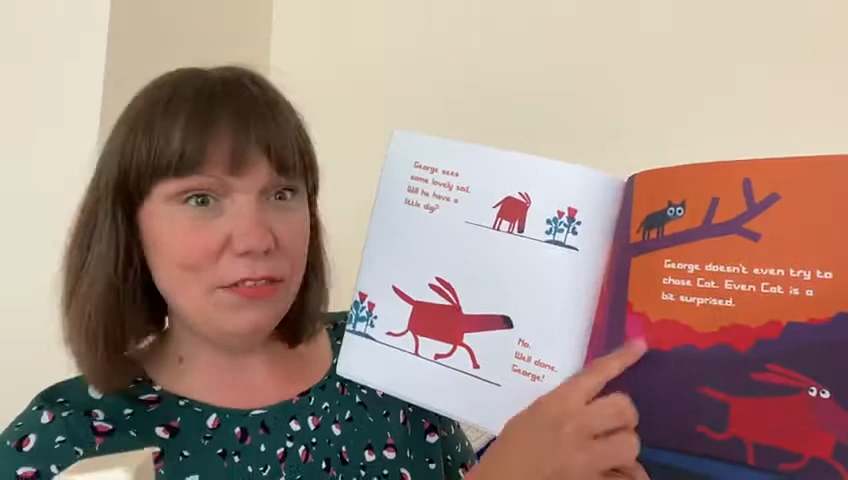 George sees
some lovely soil.
Will he have a
little dig?
No.
Well done,
George!
George doesn't even try to
chase Cat. Even Cat is a
bit surprised.